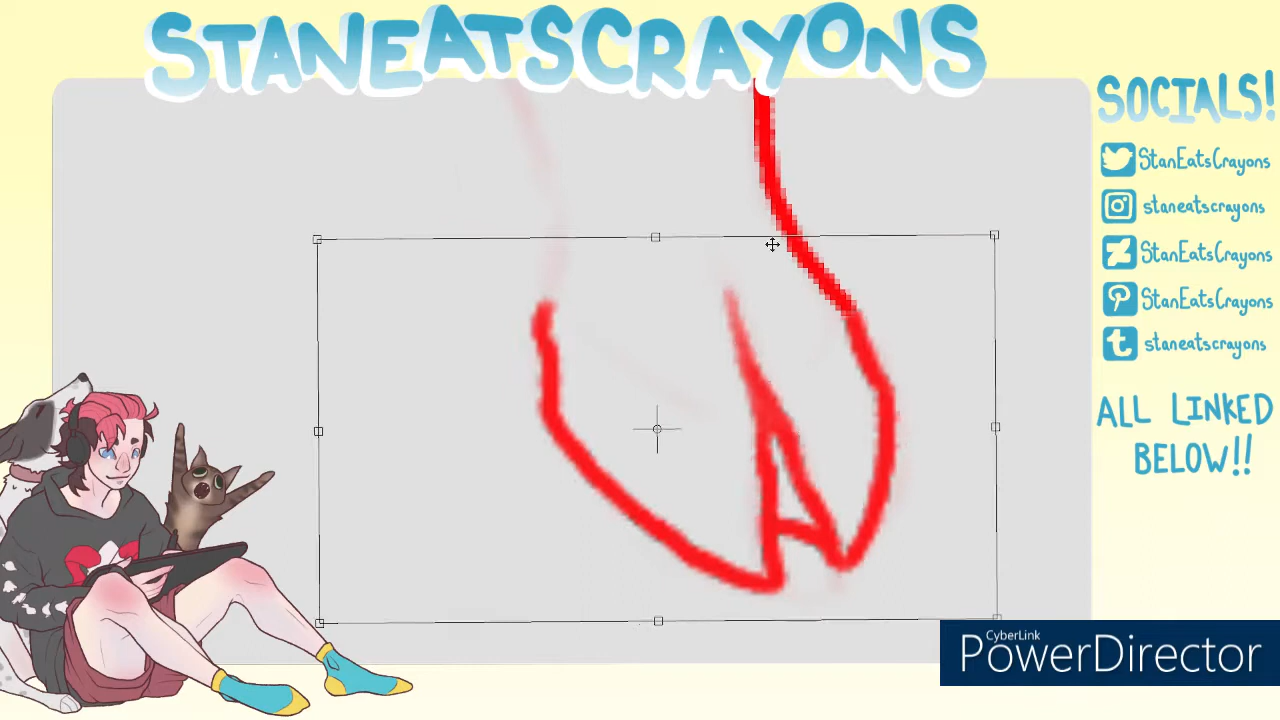 STANEATSCRAYONS
SOCIALS!
StanEatsCrayons
staneatscrayons
StanEatsCrayons
StanEatsCrayons
staneatscrayons
ALL LINKED
BELOW!!
CyberLink
PowerDirector